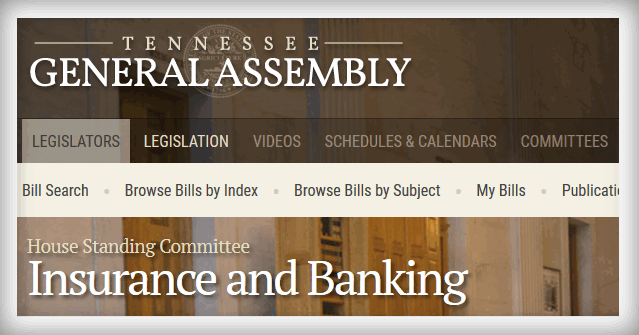 TENNESSEE
GENERAL ASSEMBLY
LEGISLATORS LEGISLATION VIDEOS SCHEDULES & CALENDARS COMMITTEES
Bill Search • Browse Bills by Index • Browse Bills by Subject • My Bills • Publicati
House Standing Committee
Insurance and Banking